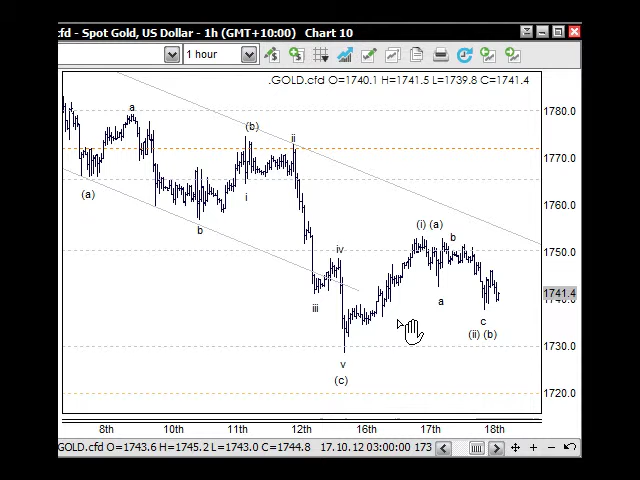 .cfd - Spot Gold, US Dollar - 1h (GMT+10:00) Chart 10
1 hour
.GOLD.cfd O=1740.1 H=1741.5 L=1739.8 C=1741.4
1780.0
a
(b)
ii
1770.0
(a)
i
1760.0
b
(i) (a)
b
iv
1750.0
1741.4
1740.0
iii
a
c
(ii) (b)
1730.0
v
(c)
1720.0
8th 10th 11th 12th 16th 17th 18th
GOLD.cfd O=1743.6 H=1745.2 L=1743.0 C=1744.8 17.10.12 03:00:00 173